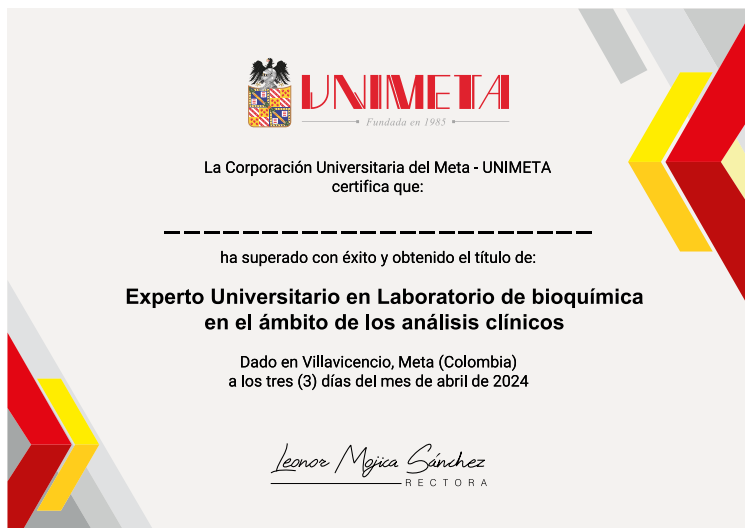 UNIMETA
Fundada en 1985
La Corporación Universitaria del Meta - UNIMETA
certifica que:
ha superado con éxito y obtenido el título de:
Experto Universitario en Laboratorio de bioquímica
en el ámbito de los análisis clínicos
Dado en Villavicencio, Meta (Colombia)
a los tres (3) días del mes de abril de 2024
Leonor Mojica Sánchez
RECTORA